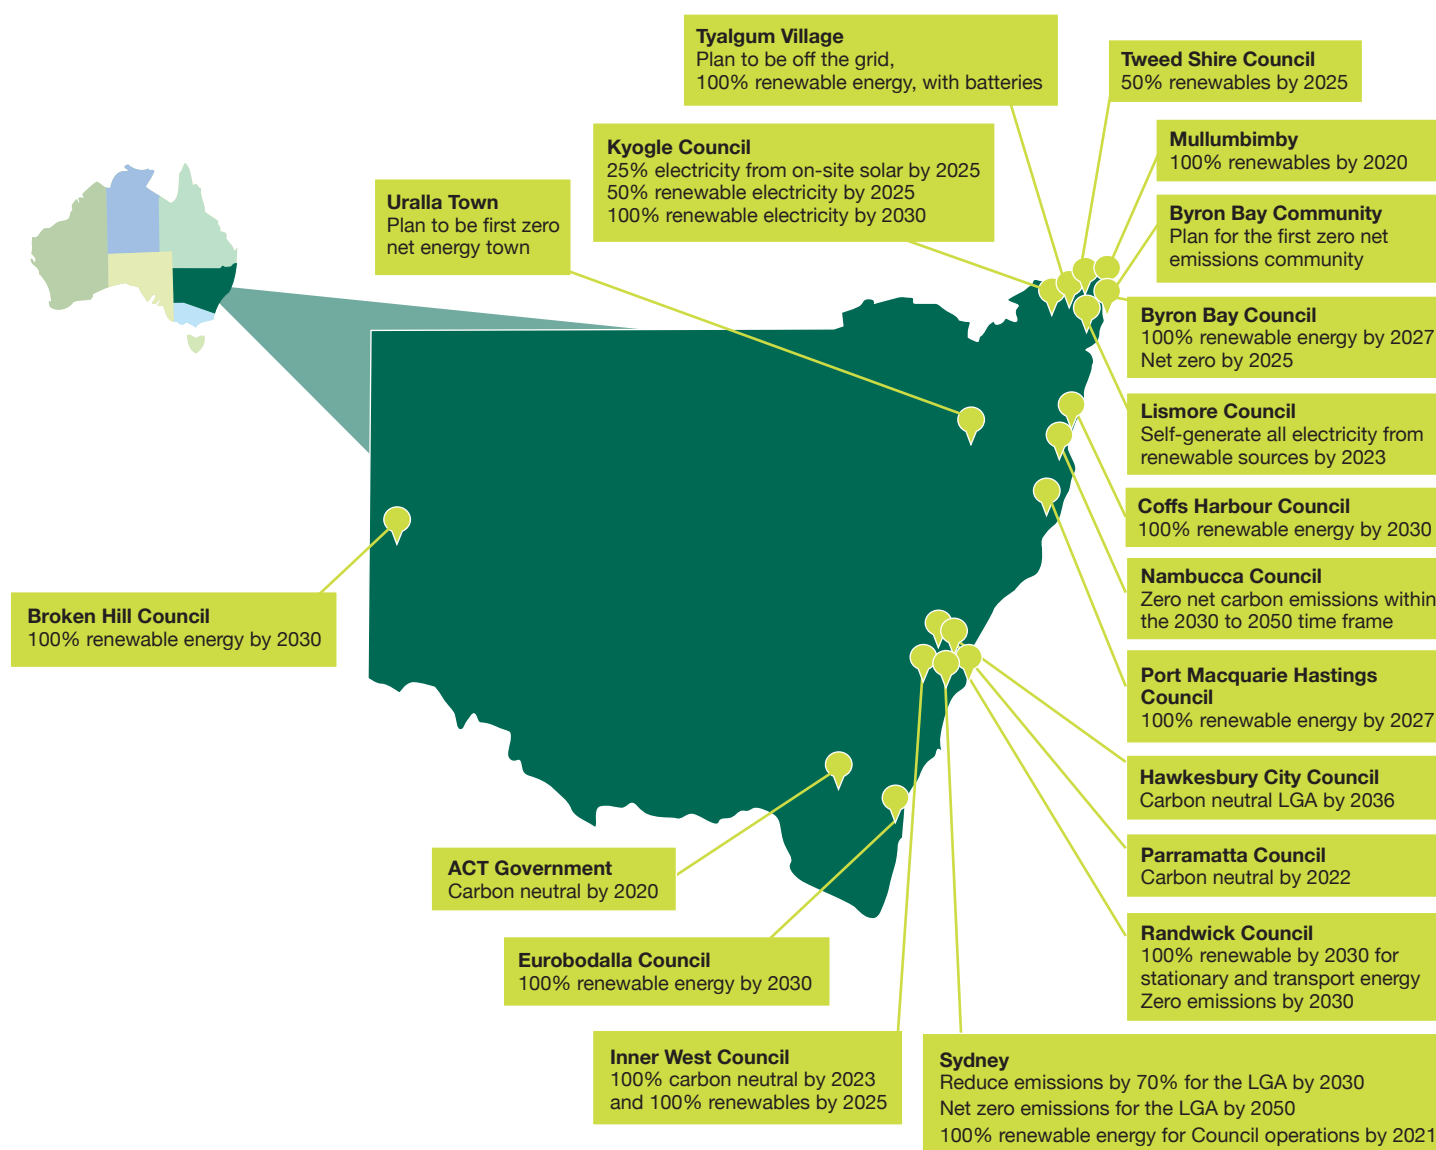 Tyalgum Village
Plan to be off the grid,
100% renewable energy, with batteries
Tweed Shire Council
50% renewables by 2025
Kyogle Council
25% electricity from on-site solar by 2025
50% renewable electricity by 2025
100% renewable electricity by 2030
Mullumbimby
100% renewables by 2020
Uralla Town
Plan to be first zero
net energy town
Byron Bay Community
Plan for the first zero net
emissions community
Byron Bay Council
100% renewable energy by 2027
Net zero by 2025
Lismore Council
Self-generate all electricity from
renewable sources by 2023
Coffs Harbour Council
100% renewable energy by 2030
Nambucca Council
Zero net carbon emissions within
the 2030 to 2050 time frame
Broken Hill Council
100% renewable energy by 2030
Port Macquarie Hastings
Council
100% renewable energy by 2027
Hawkesbury City Council
Carbon neutral LGA by 2036
Parramatta Council
Carbon neutral by 2022
ACT Government
Carbon neutral by 2020
Randwick Council
100% renewable by 2030 for
stationary and transport energy
Zero emissions by 2030
Eurobodalla Council
100% renewable energy by 2030
Inner West Council
100% carbon neutral by 2023
and 100% renewables by 2025
Sydney
Reduce emissions by 70% for the LGA by 2030
Net zero emissions for the LGA by 2050
100% renewable energy for Council operations by 2021